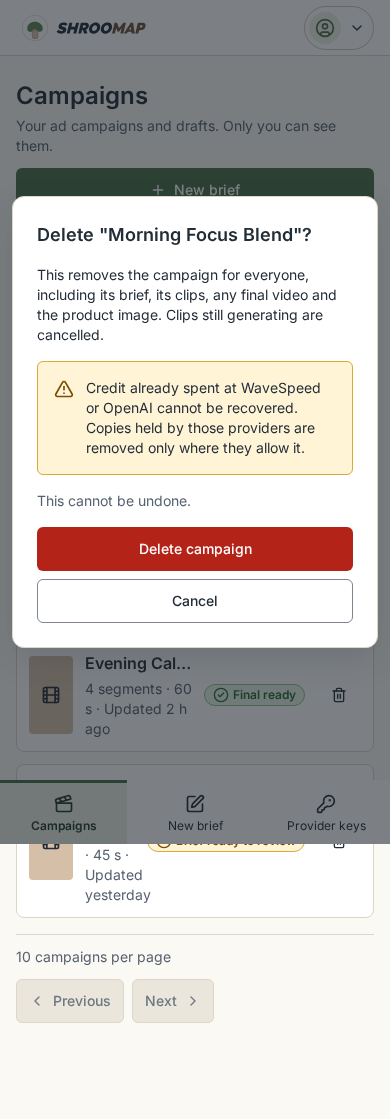 SHROOMAP
Campaigns
Your ad campaigns and drafts. Only you can see
them.
New brief
Delete "Morning Focus Blend"?
This removes the campaign for everyone,
including its brief, its clips, any final video and
the product image. Clips still generating are
cancelled.
Credit already spent at WaveSpeed
or OpenAI cannot be recovered.
Copies held by those providers are
removed only where they allow it.
This cannot be undone.
Delete campaign
Cancel
Evening Cal...
4 segments · 60
s · Updated 2 h
ago
Final ready
Campaigns
New brief
Provider keys
· 45 s ·
Updated
yesterday
10 campaigns per page
Previous
Next